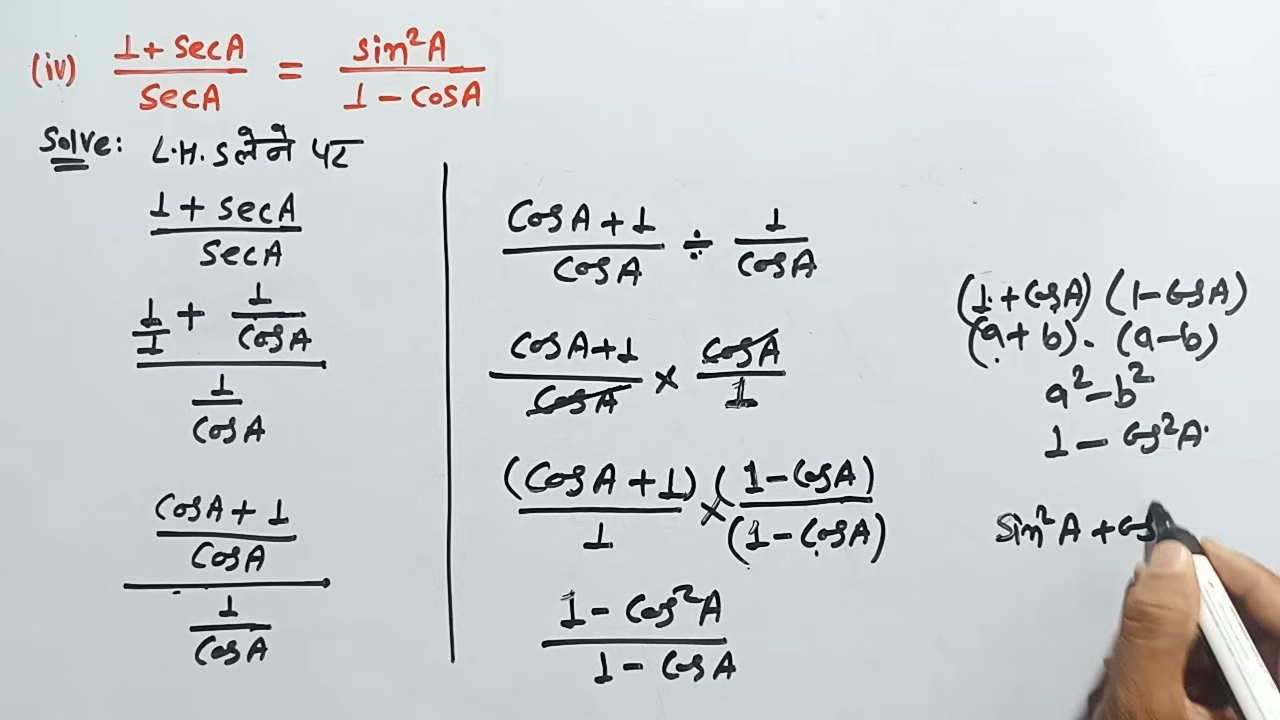 (iv) (1 + secA)/(secA) = (sin²A)/(1 - cosA)
Solve: L.H.S लेने पर
(1 + secA)/(secA)
(1/1 + 1/cosA)/(1/cosA)
((cosA + 1)/(cosA))/(1/cosA)
(cosA + 1)/(cosA) ÷ 1/cosA
(cosA + 1)/(cosA) × cosA/1
(cosA + 1)/1 × (1 - cosA)/(1 - cosA)
(1 - cos²A)/(1 - cosA)
(1 + cosA) (1 - cosA)
(a + b). (a - b)
a² - b²
1 - cos²A.
sin²A + cos